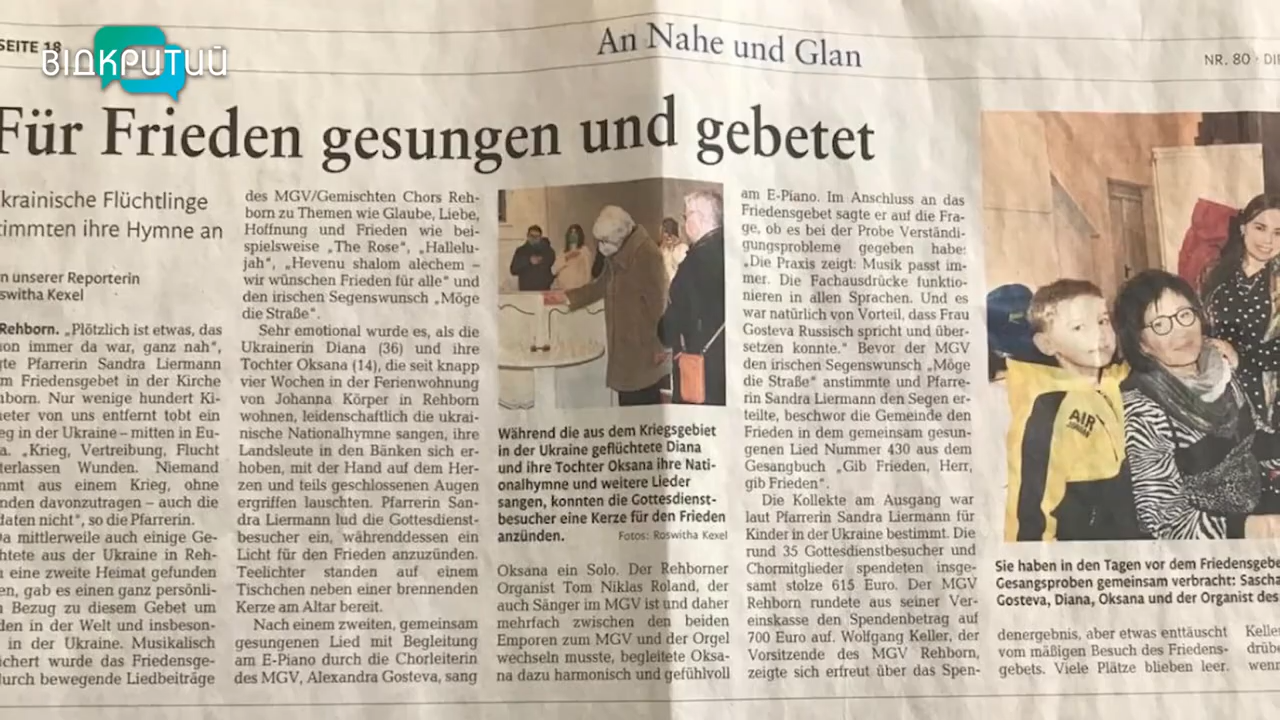 SEITE 18
ВІДКРИТИЙ
An Nahe und Glan
NR. 80 · DI
Für Frieden gesungen und gebetet
krainische Flüchtlinge
timmten ihre Hymne an
n unserer Reporterin
switha Kexel
Rehborn. „Plötzlich ist etwas, das
on immer da war, ganz nah“,
gte Pfarrerin Sandra Liermann
m Friedensgebet in der Kirche
hborn. Nur wenige hundert Ki-
eter von uns entfernt tobt ein
eg in der Ukraine – mitten in Eu-
a. „Krieg, Vertreibung, Flucht
terlassen Wunden. Niemand
mmt aus einem Krieg, ohne
nden davonzutragen – auch die
daten nicht“, so die Pfarrerin.
Da mittlerweile auch einige Ge-
chtete aus der Ukraine in Reh-
n eine zweite Heimat gefunden
en, gab es einen ganz persönli-
n Bezug zu diesem Gebet um
den in der Welt und insbeson-
in der Ukraine. Musikalisch
ichert wurde das Friedensge-
durch bewegende Liedbeiträge
des MGV/Gemischten Chors Reh-
born zu Themen wie Glaube, Liebe,
Hoffnung und Frieden wie bei-
spielsweise „The Rose“, „Hallelu-
jah“, „Hevenu shalom alechem –
wir wünschen Frieden für alle“ und
den irischen Segenswunsch „Möge
die Straße“.
Sehr emotional wurde es, als die
Ukrainerin Diana (36) und ihre
Tochter Oksana (14), die seit knapp
vier Wochen in der Ferienwohnung
von Johanna Körper in Rehborn
wohnen, leidenschaftlich die ukrai-
nische Nationalhymne sangen, ihre
Landsleute in den Bänken sich er-
hoben, mit der Hand auf dem Her-
zen und teils geschlossenen Augen
ergriffen lauschten. Pfarrerin San-
dra Liermann lud die Gottesdienst-
besucher ein, währenddessen ein
Licht für den Frieden anzuzünden.
Teelichter standen auf einem
Tischchen neben einer brennenden
Kerze am Altar bereit.
Nach einem zweiten, gemeinsam
gesungenen Lied mit Begleitung
am E-Piano durch die Chorleiterin
des MGV, Alexandra Gosteva, sang
Während die aus dem Kriegsgebiet
in der Ukraine geflüchtete Diana
und ihre Tochter Oksana ihre Nati-
onalhymne und weitere Lieder
sangen, konnten die Gottesdienst-
besucher eine Kerze für den Frieden
anzünden. Fotos: Roswitha Kexel
Oksana ein Solo. Der Rehborner
Organist Tom Niklas Roland, der
auch Sänger im MGV ist und daher
mehrfach zwischen den beiden
Emporen zum MGV und der Orgel
wechseln musste, begleitete Oksa-
na dazu harmonisch und gefühlvoll
am E-Piano. Im Anschluss an das
Friedensgebet sagte er auf die Fra-
ge, ob es bei der Probe Verständi-
gungsprobleme gegeben habe:
„Die Praxis zeigt: Musik passt im-
mer. Die Fachausdrücke funktio-
nieren in allen Sprachen. Und es
war natürlich von Vorteil, dass Frau
Gosteva Russisch spricht und über-
setzen konnte.“ Bevor der MGV
den irischen Segenswunsch „Möge
die Straße“ anstimmte und Pfarre-
rin Sandra Liermann den Segen er-
teilte, beschwor die Gemeinde den
Frieden in dem gemeinsam gesun-
genen Lied Nummer 430 aus dem
Gesangbuch „Gib Frieden, Herr,
gib Frieden“.
Die Kollekte am Ausgang war
laut Pfarrerin Sandra Liermann für
Kinder in der Ukraine bestimmt. Die
rund 35 Gottesdienstbesucher und
Chormitglieder spendeten insge-
samt stolze 615 Euro. Der MGV
Rehborn rundete aus seiner Ver-
einskasse den Spendenbetrag auf
700 Euro auf. Wolfgang Keller, der
Vorsitzende des MGV Rehborn,
zeigte sich erfreut über das Spen-
AIR
Sie haben in den Tagen vor dem Friedensgebe
Gesangsproben gemeinsam verbracht: Sascha
Gosteva, Diana, Oksana und der Organist des
denergebnis, aber etwas enttäuscht
vom mäßigen Besuch des Friedens-
gebets. Viele Plätze blieben leer.
Kelle
drübe
wenn